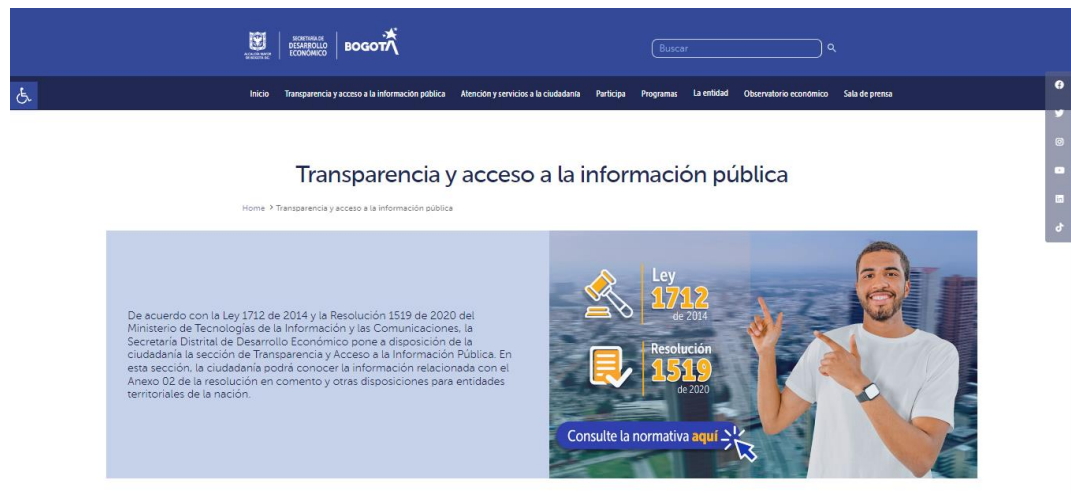 SECRETARÍA DE
DESARROLLO
ECONÓMICO
BOGOTÁ
ALCALDÍA MAYOR
DE BOGOTÁ D.C.
Buscar
Inicio Transparencia y acceso a la información pública Atención y servicios a la ciudadanía Participa Programas La entidad Observatorio económico Sala de prensa
Transparencia y acceso a la información pública
Home > Transparencia y acceso a la información pública
De acuerdo con la Ley 1712 de 2014 y la Resolución 1519 de 2020 del
Ministerio de Tecnologías de la Información y las Comunicaciones, la
Secretaría Distrital de Desarrollo Económico pone a disposición de la
ciudadanía la sección de Transparencia y Acceso a la Información Pública. En
esta sección, la ciudadanía podrá conocer la información relacionada con el
Anexo 02 de la resolución en comento y otras disposiciones para entidades
territoriales de la nación.
Ley
1712
de 2014
Resolución
1519
de 2020
Consulte la normativa aquí